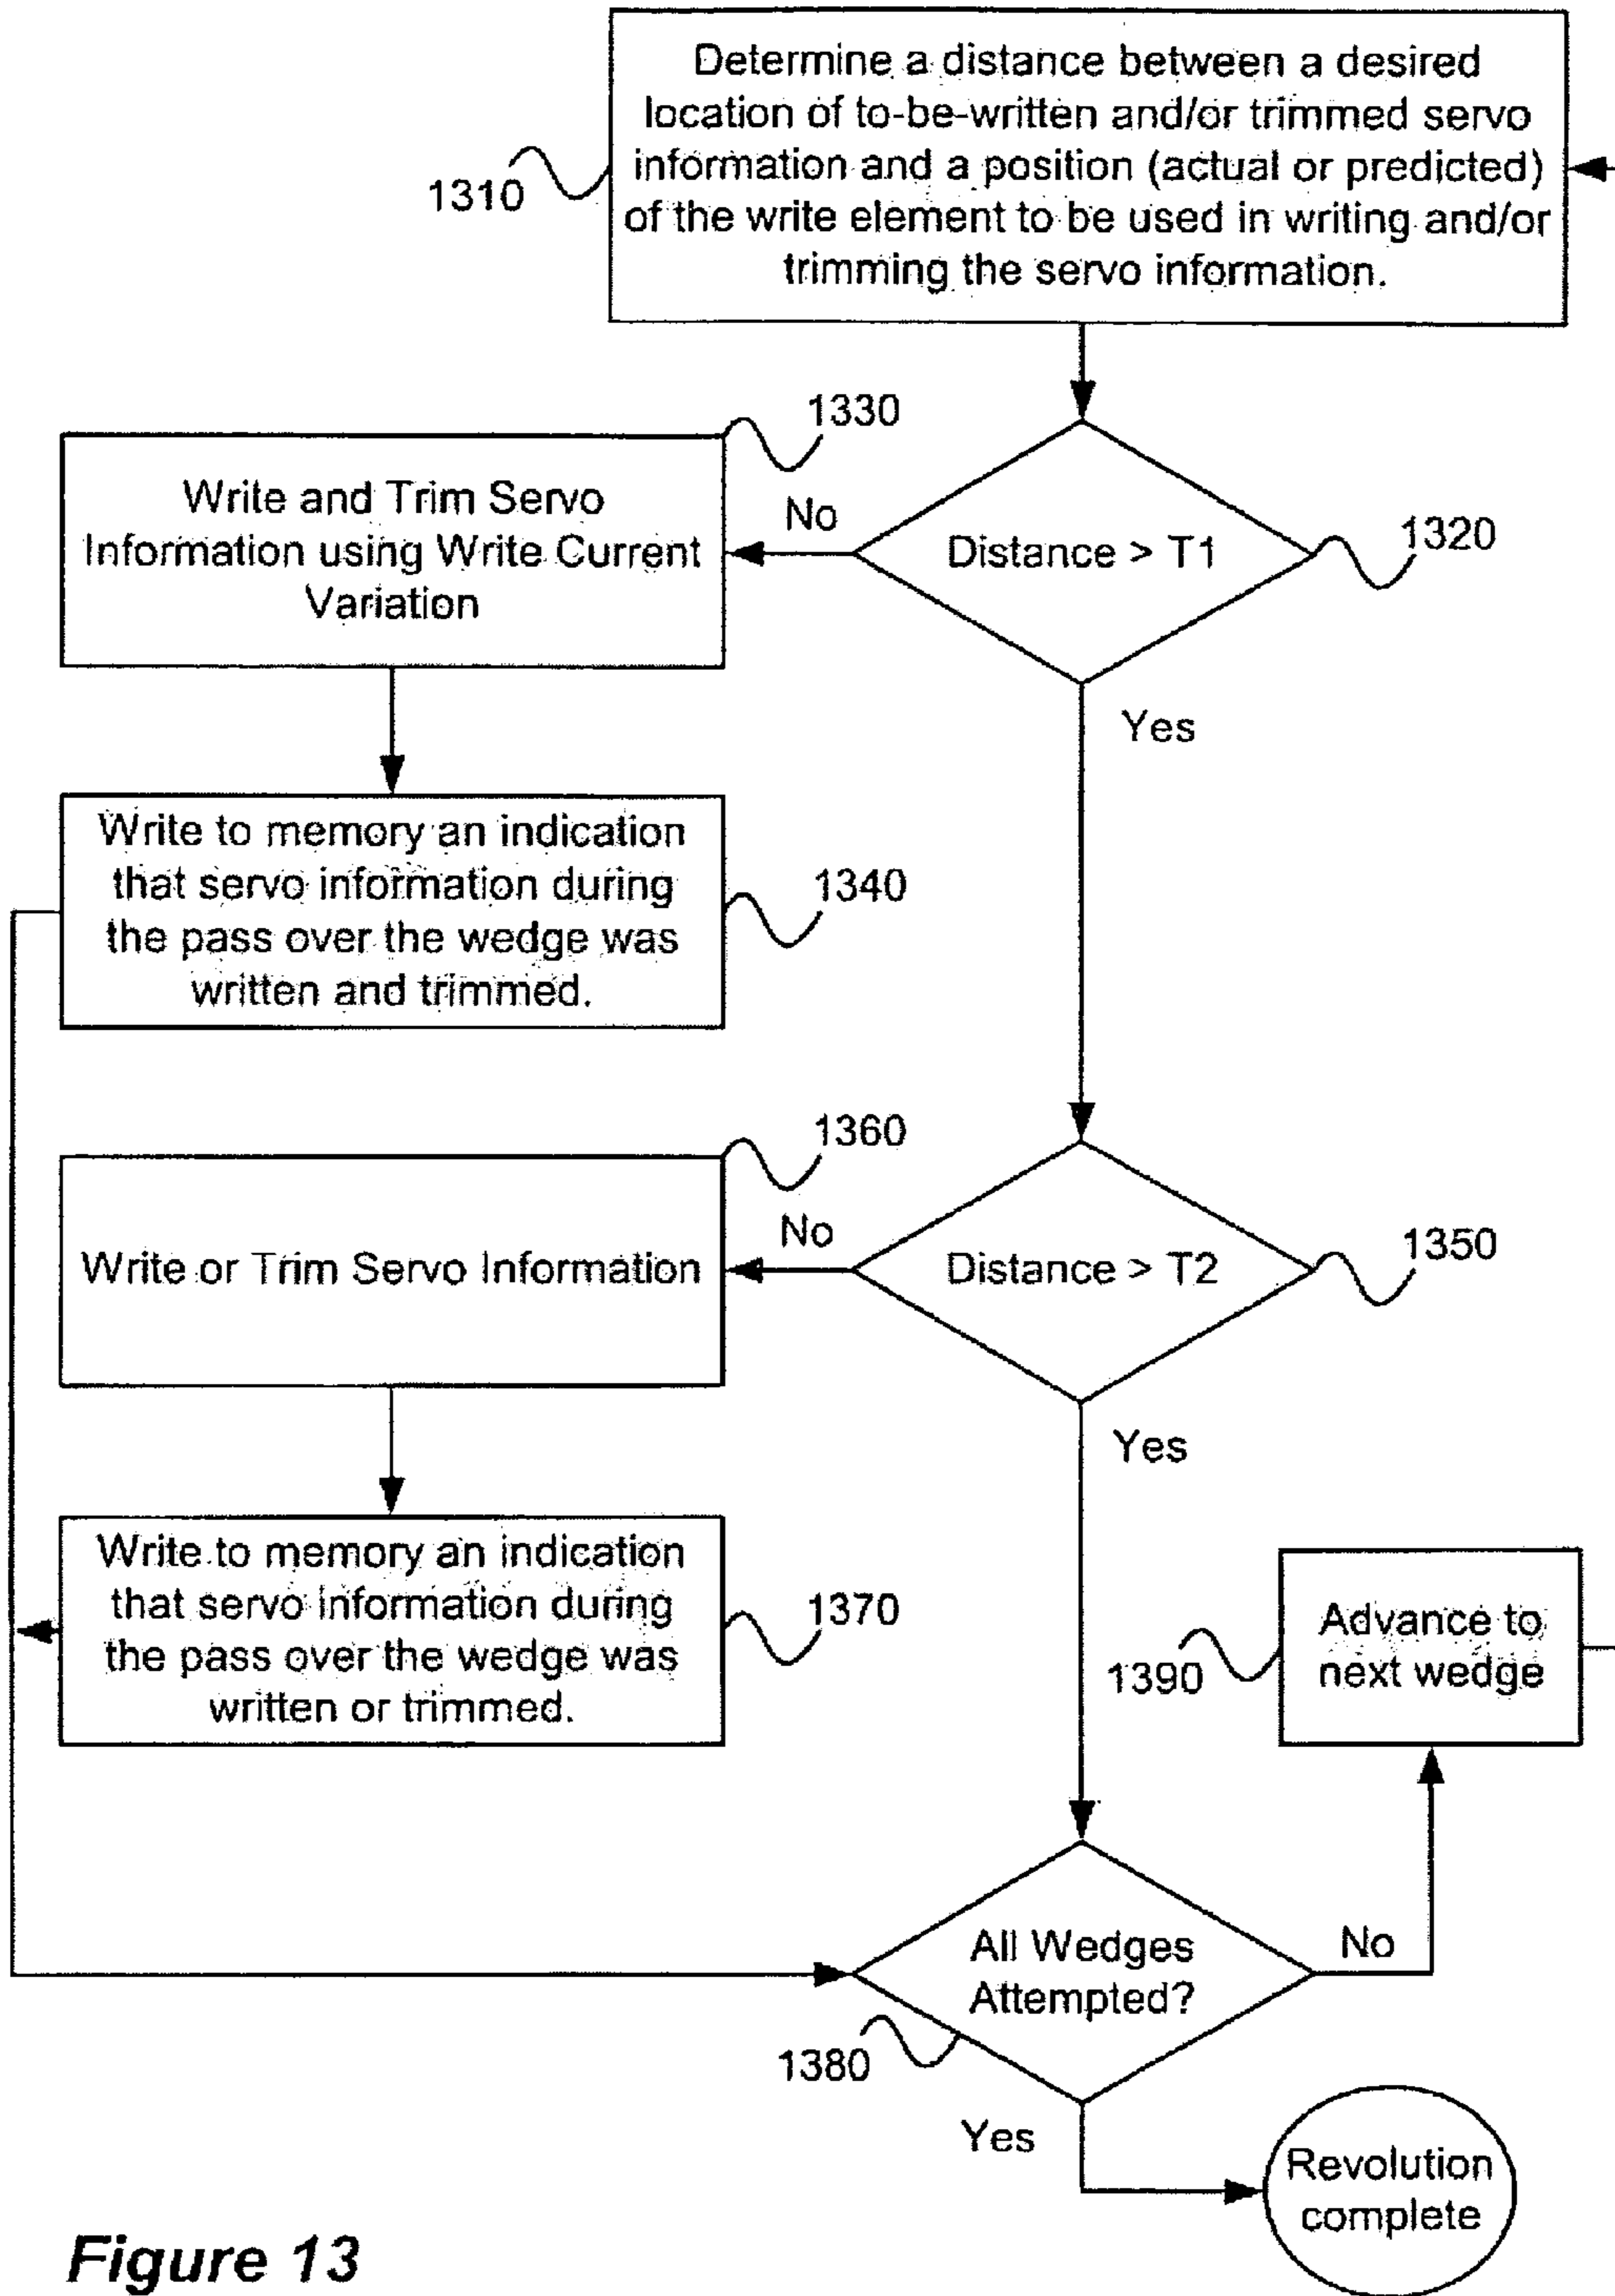 Determine a distance between a desired
location of to-be-written and/or trimmed servo
information and a position (actual or predicted)
of the write element to be used in writing and/or
trimming the servo information.
1310
1330
Write and Trim Servo
Information using Write Current
Variation
No
Distance > T1
1320
Yes
Write to memory an indication
that servo information during
the pass over the wedge was
written and trimmed.
1340
1360
Write or Trim Servo Information
No
Distance > T2
1350
Yes
Write to memory an indication
that servo information during
the pass over the wedge was
written or trimmed.
1370
Advance to
next wedge
1390
All Wedges
Attempted?
No
1380
Yes
Revolution
complete
Figure 13